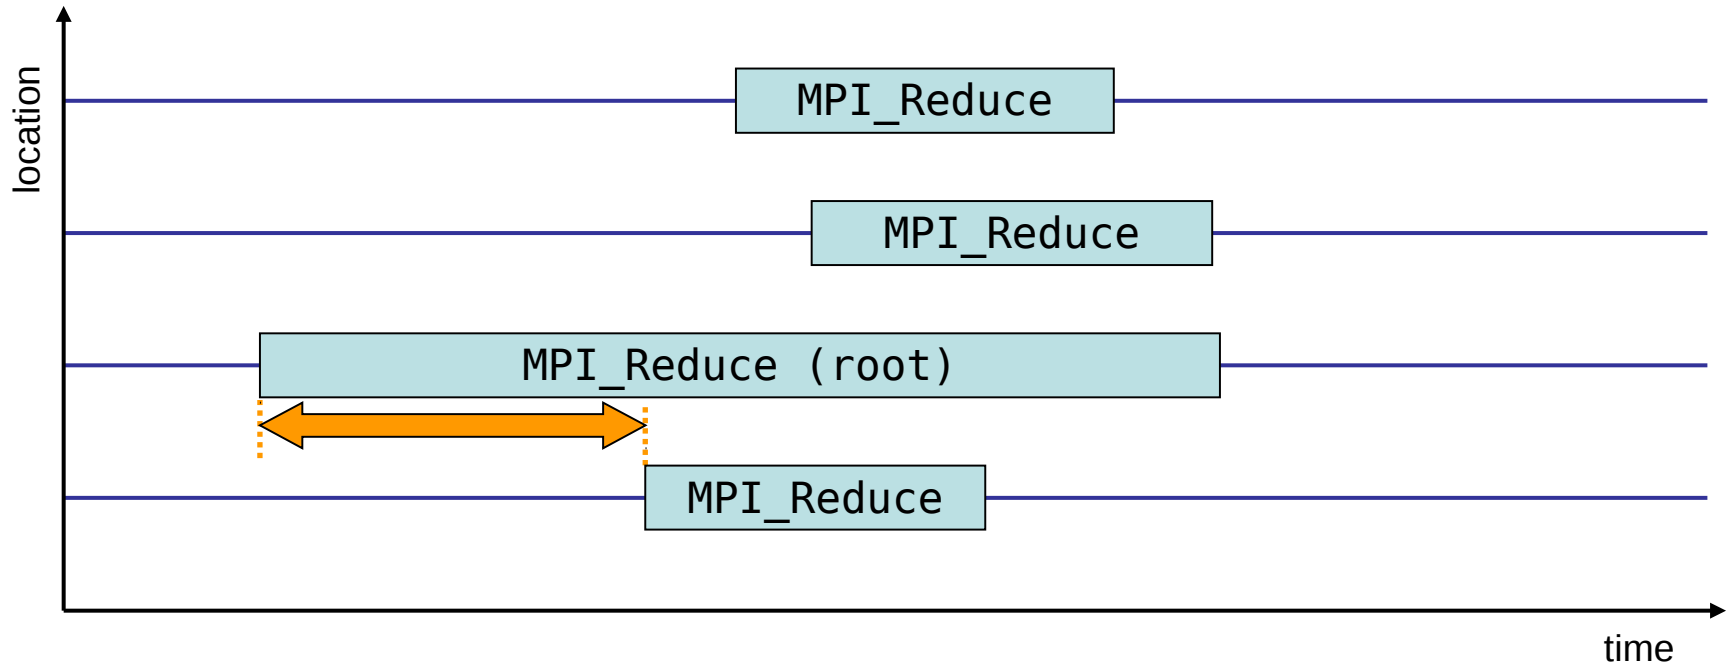 location
MPI_Reduce
MPI_Reduce
MPI_Reduce (root)
MPI_Reduce
time